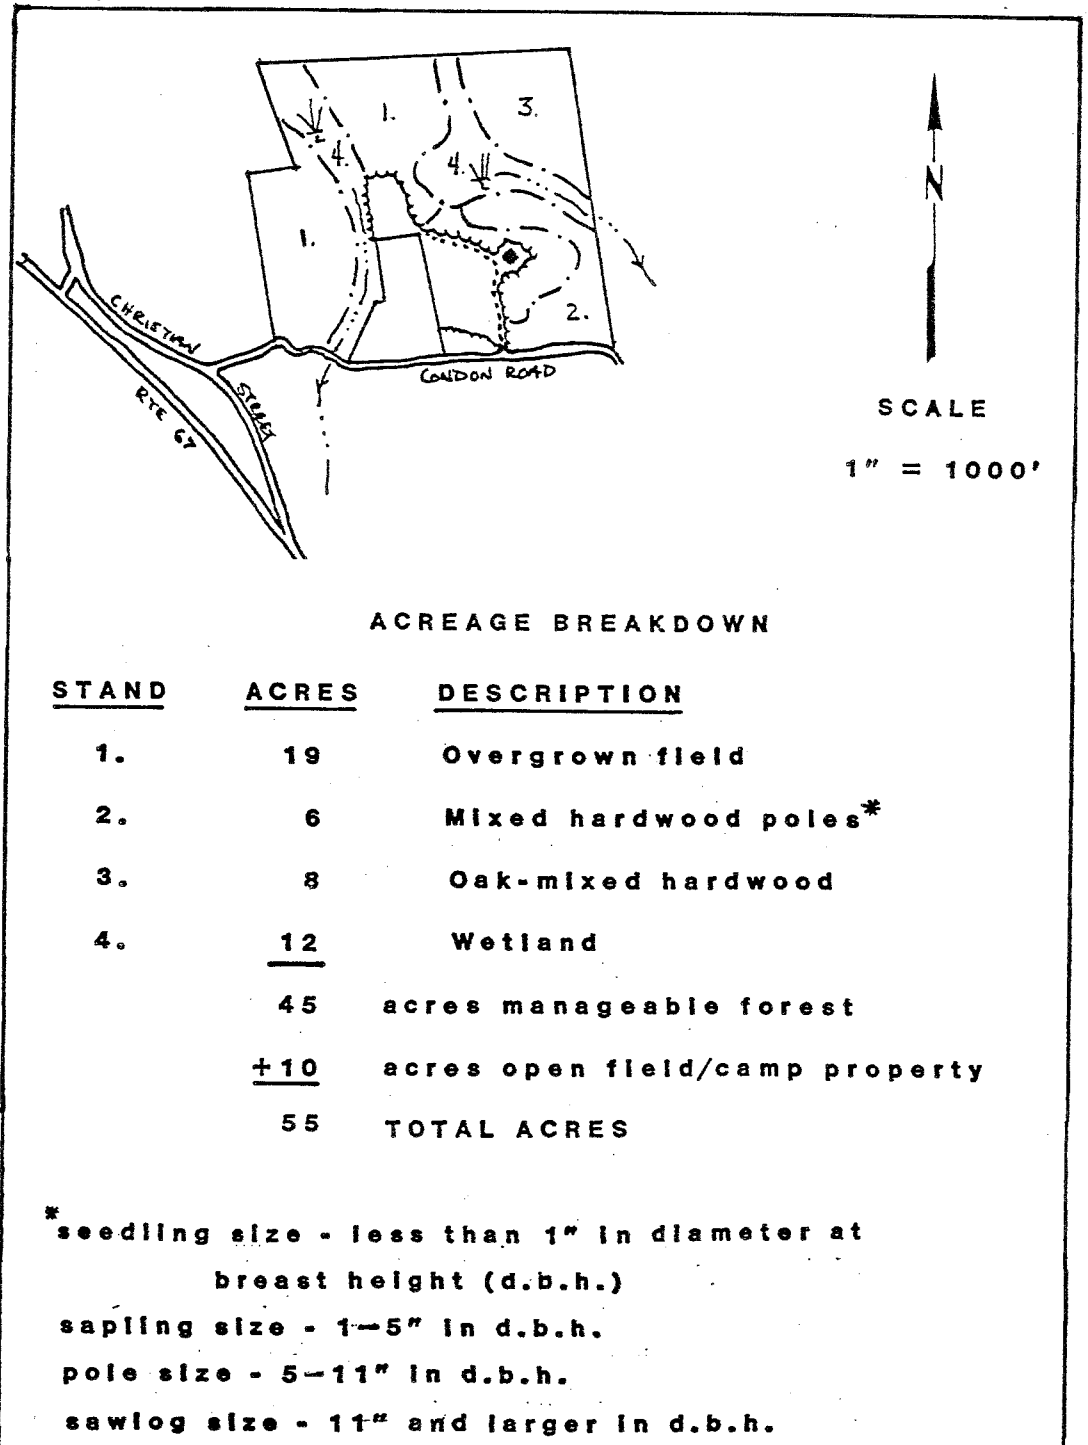 1.
3.
4.
4.
1.
2.
N
CHRISTIAN
STREET
RTE 67
CONDON ROAD
SCALE
1" = 1000'
ACREAGE BREAKDOWN
STAND ACRES DESCRIPTION
1. 19 Overgrown field
2. 6 Mixed hardwood poles*
3. 8 Oak-mixed hardwood
4. 12 Wetland
45 acres manageable forest
+10 acres open field/camp property
55 TOTAL ACRES
*seedling size - less than 1" in diameter at
breast height (d.b.h.)
sapling size - 1-5" in d.b.h.
pole size - 5-11" in d.b.h.
sawlog size - 11" and larger in d.b.h.